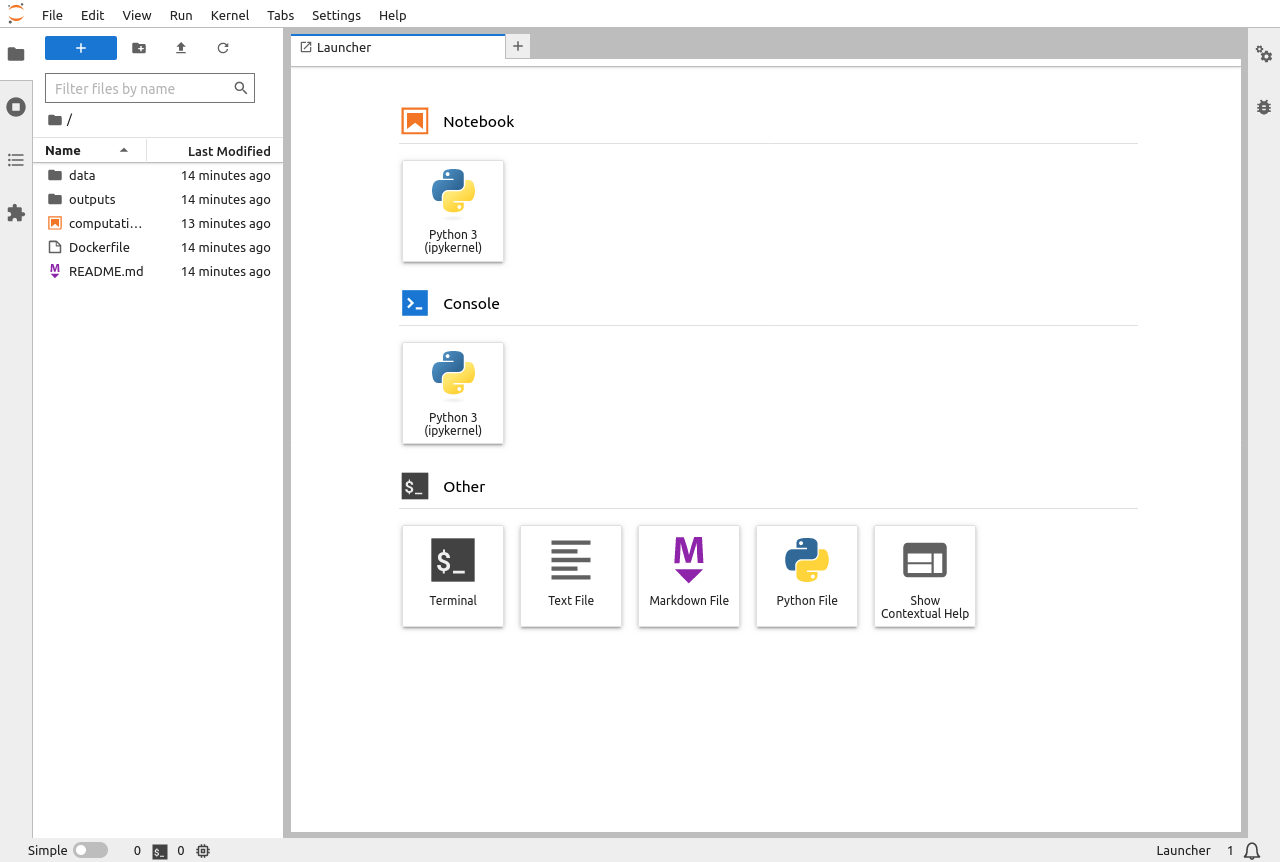 File Edit View Run Kernel Tabs Settings Help
Launcher
Filter files by name
/
Name Last Modified
data 14 minutes ago
outputs 14 minutes ago
computati… 13 minutes ago
Dockerfile 14 minutes ago
README.md 14 minutes ago
Notebook
Python 3
(ipykernel)
Console
Python 3
(ipykernel)
$_ Other
$_
Terminal
Text File
M
Markdown File
Python File
Show
Contextual Help
Simple 0 $_ 0 Launcher 1